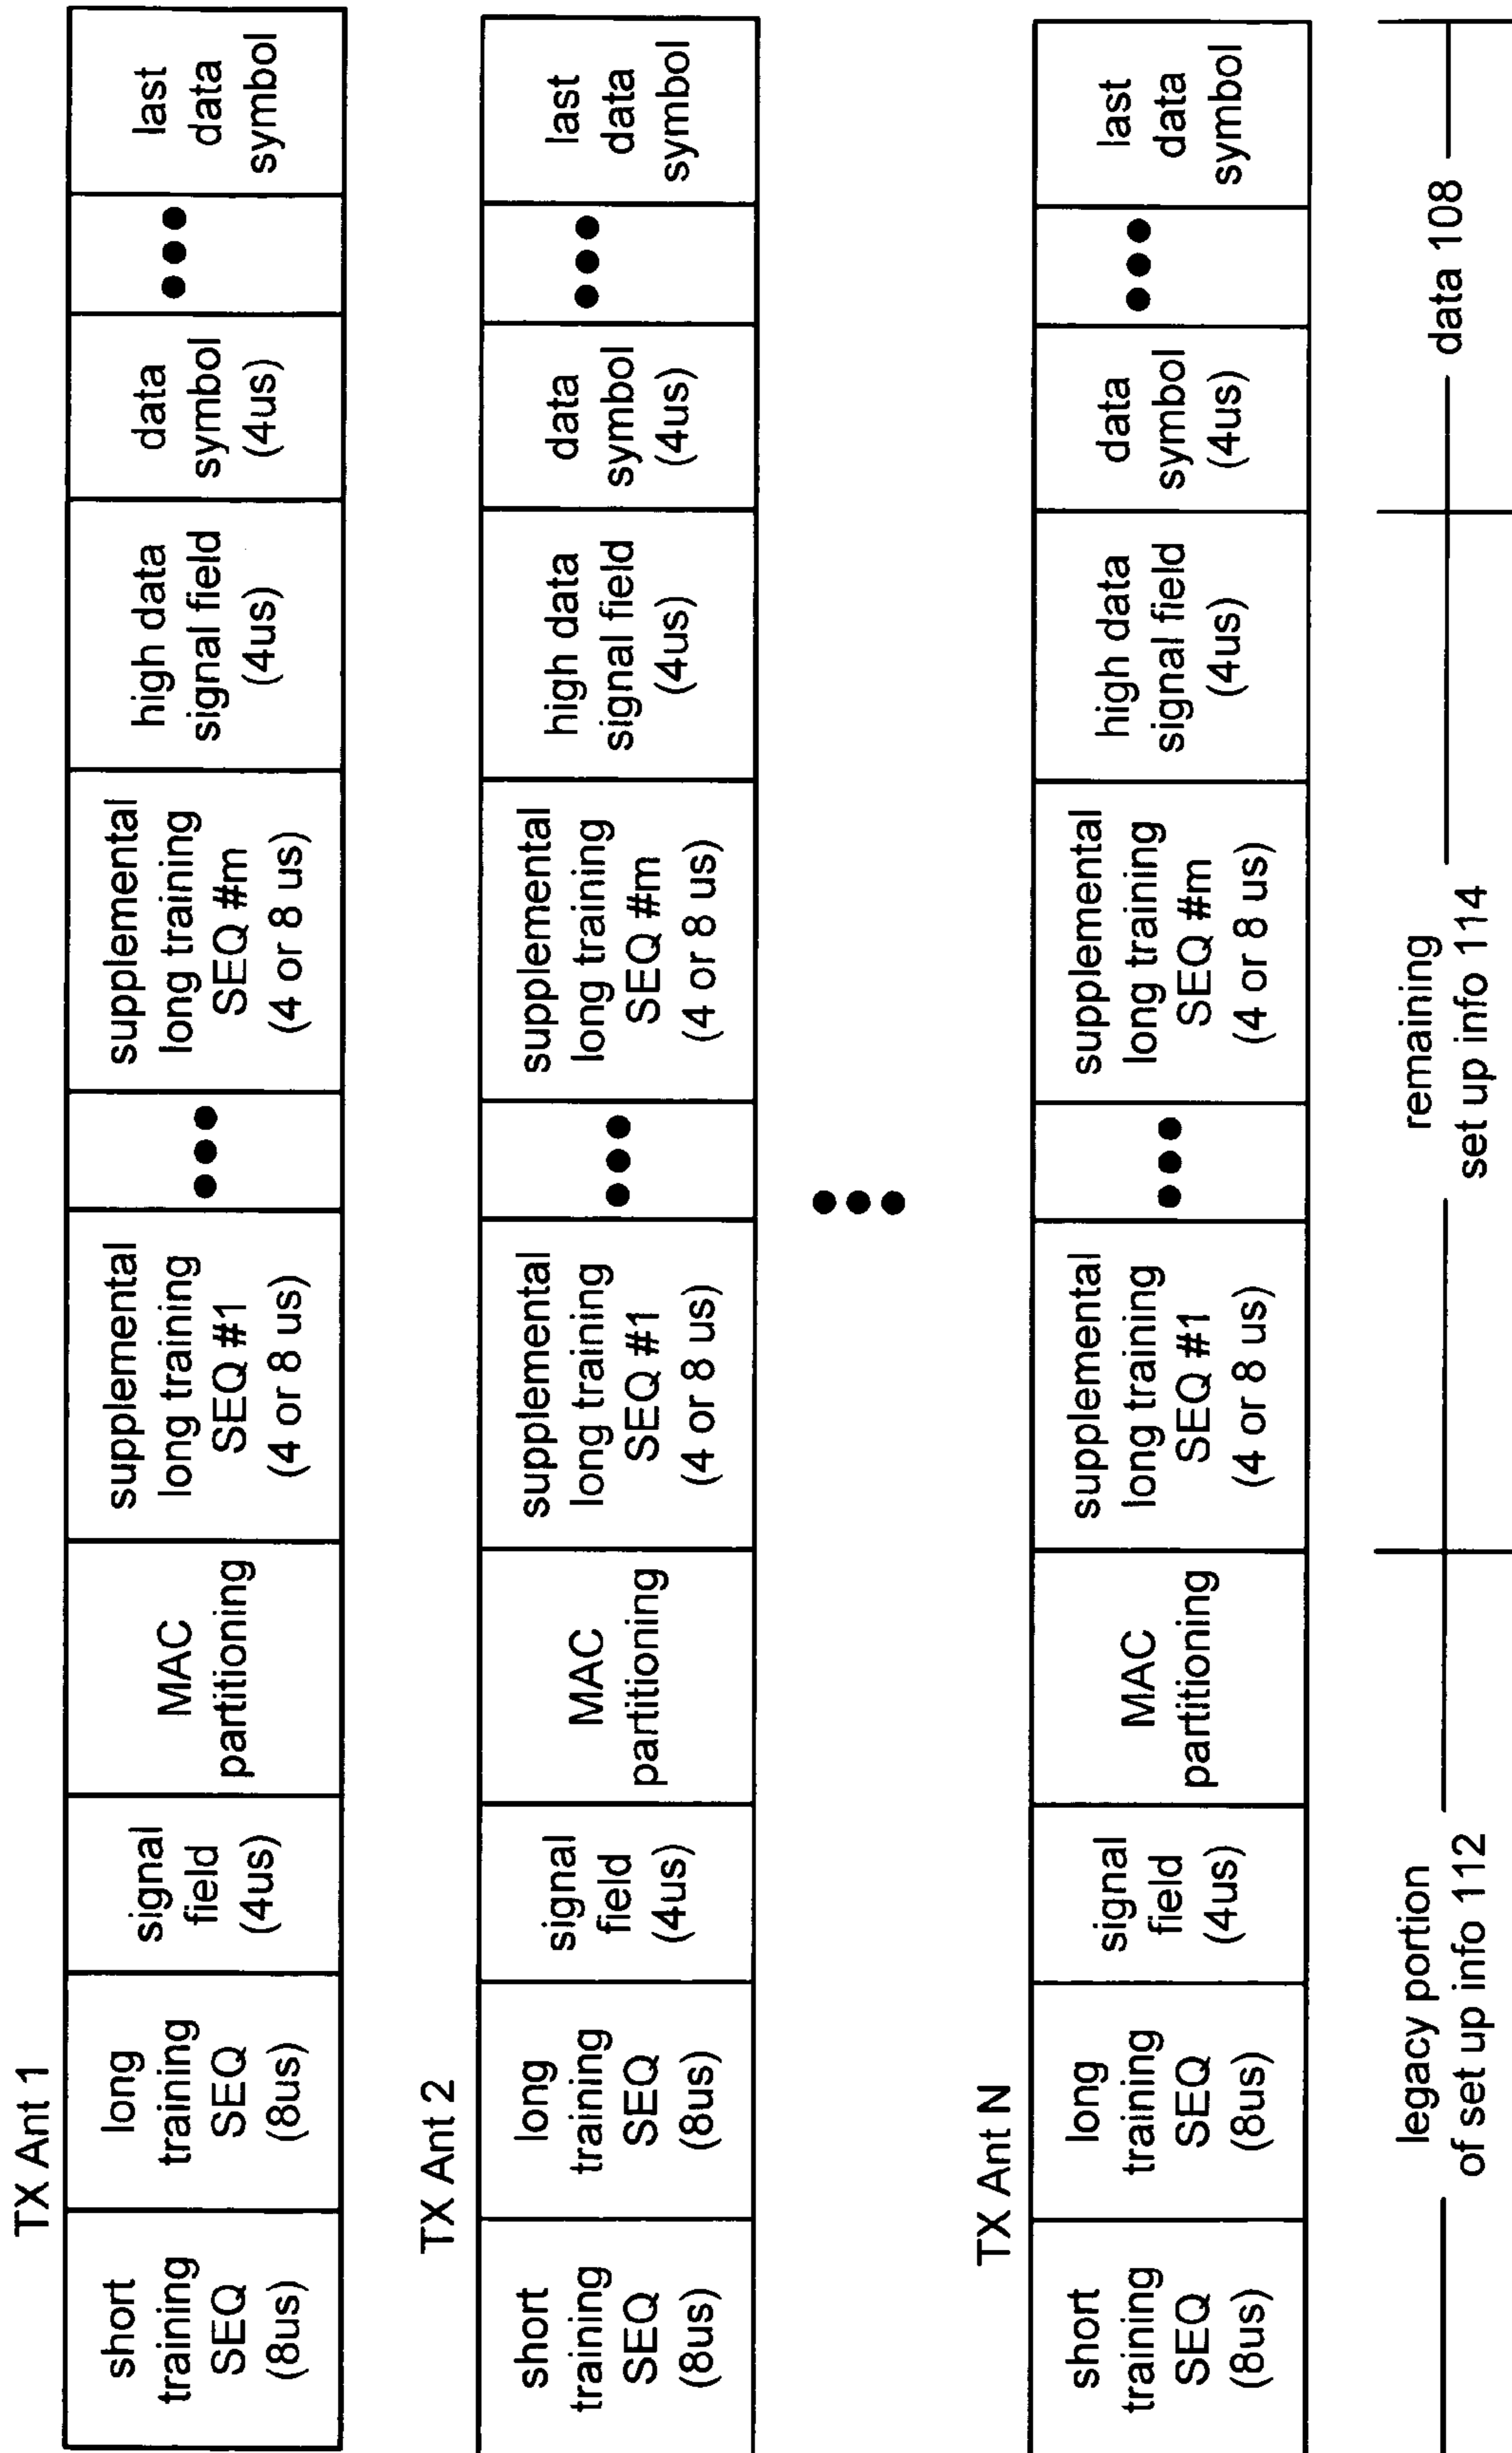 TX Ant 1
short
training
SEQ
(8us)
long
training
SEQ
(8us)
signal
field
(4us)
MAC
partitioning
supplemental
long training
SEQ #1
(4 or 8 us)
supplemental
long training
SEQ #m
(4 or 8 us)
high data
signal field
(4us)
data
symbol
(4us)
last
data
symbol
TX Ant 2
short
training
SEQ
(8us)
long
training
SEQ
(8us)
signal
field
(4us)
MAC
partitioning
supplemental
long training
SEQ #1
(4 or 8 us)
supplemental
long training
SEQ #m
(4 or 8 us)
high data
signal field
(4us)
data
symbol
(4us)
last
data
symbol
TX Ant N
short
training
SEQ
(8us)
long
training
SEQ
(8us)
signal
field
(4us)
MAC
partitioning
supplemental
long training
SEQ #1
(4 or 8 us)
supplemental
long training
SEQ #m
(4 or 8 us)
high data
signal field
(4us)
data
symbol
(4us)
last
data
symbol
legacy portion
of set up info 112
remaining
set up info 114
data 108